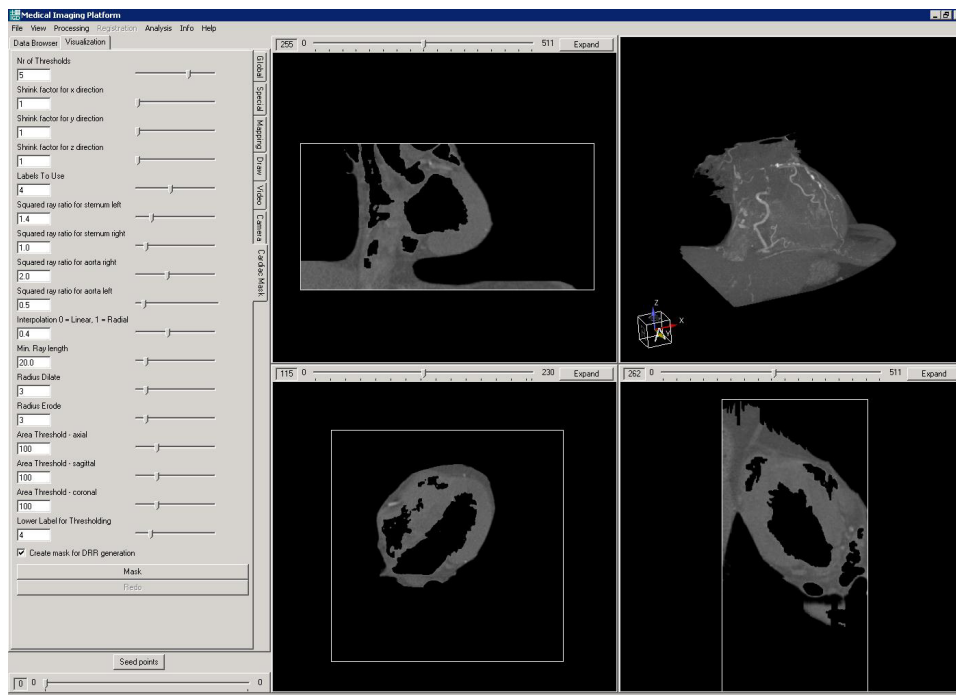 Medical Imaging Platform
File View Processing Registration Analysis Info Help
Data Browser Visualization
Nr of Thresholds
5
Shrink factor for x direction
1
Shrink factor for y direction
1
Shrink factor for z direction
1
Labels To Use
4
Squared ray ratio for sternum left
1.4
Squared ray ratio for sternum right
1.0
Squared ray ratio for aorta right
2.0
Squared ray ratio for aorta left
0.5
Interpolation 0 = Linear, 1 = Radial
0.4
Min. Ray length
20.0
Radius Dilate
3
Radius Erode
3
Area Threshold - axial
100
Area Threshold - sagittal
100
Area Threshold - coronal
100
Lower Label for Thresholding
4
Create mask for DRR generation
Mask
Redo
Seed points
0 0 0
Global
Special
Mapping
Draw
Video
Camera
Cardiac Mask
255 0 511 Expand
Z
X
Y
A
115 0 230 Expand
262 0 511 Expand